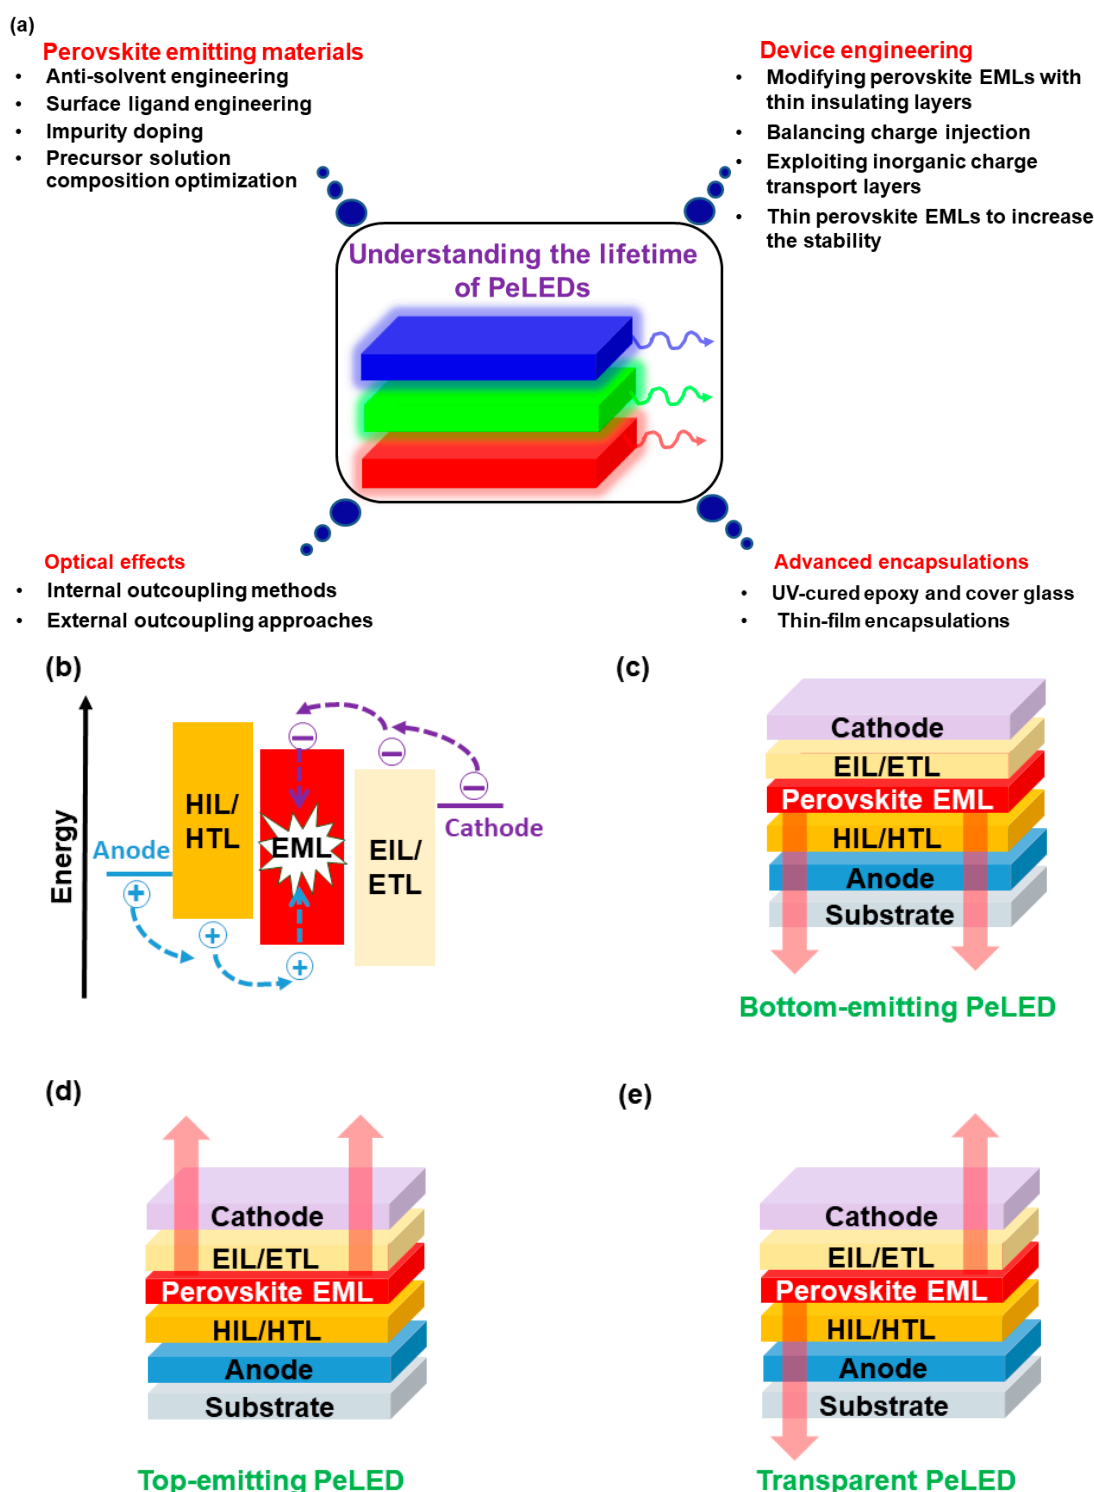 (a)
Perovskite emitting materials
• Anti-solvent engineering
• Surface ligand engineering
• Impurity doping
• Precursor solution
composition optimization
Device engineering
• Modifying perovskite EMLs with
thin insulating layers
• Balancing charge injection
• Exploiting inorganic charge
transport layers
• Thin perovskite EMLs to increase
the stability
Understanding the lifetime
of PeLEDs
Optical effects
• Internal outcoupling methods
• External outcoupling approaches
Advanced encapsulations
• UV-cured epoxy and cover glass
• Thin-film encapsulations
(b)
Energy
Anode
HIL/
HTL
EML
EIL/
ETL
Cathode
(c)
Cathode
EIL/ETL
Perovskite EML
HIL/HTL
Anode
Substrate
Bottom-emitting PeLED
(d)
Cathode
EIL/ETL
Perovskite EML
HIL/HTL
Anode
Substrate
Top-emitting PeLED
(e)
Cathode
EIL/ETL
Perovskite EML
HIL/HTL
Anode
Substrate
Transparent PeLED